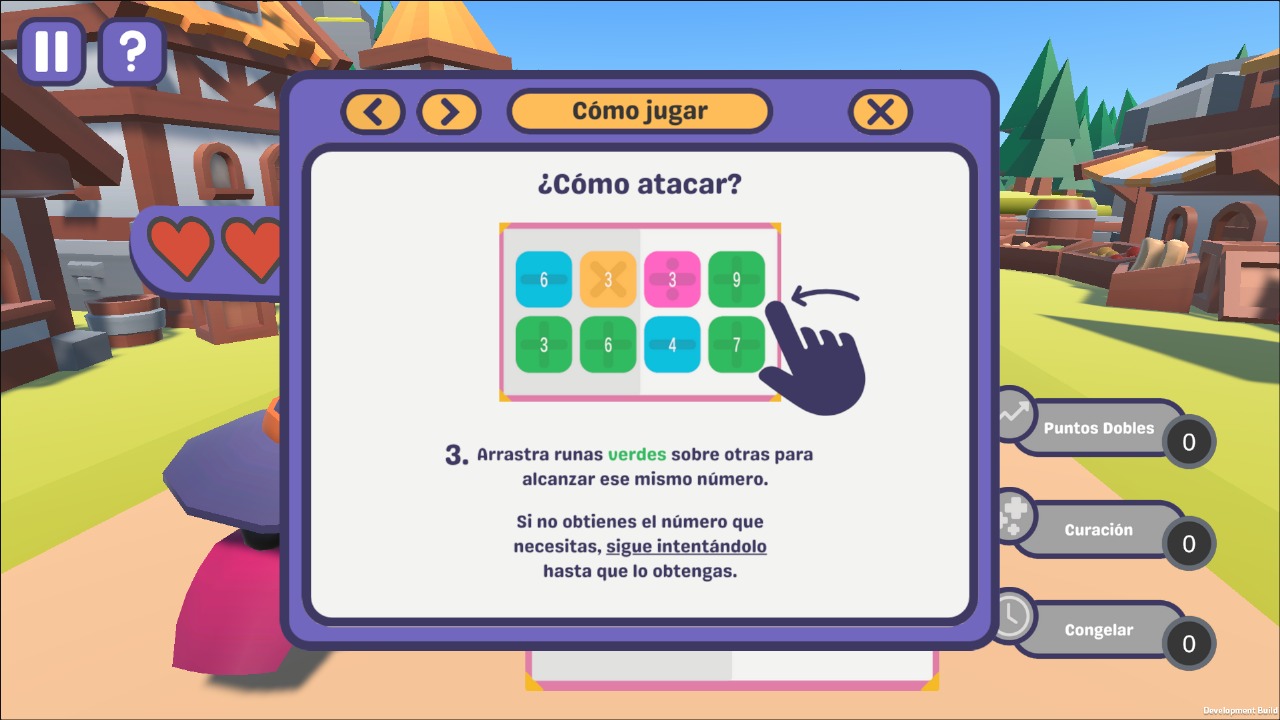 ?
Cómo jugar
¿Cómo atacar?
6 3 3 9
3 6 4 7
3. Arrastra runas verdes sobre otras para
alcanzar ese mismo número.
Si no obtienes el número que
necesitas, sigue intentándolo
hasta que lo obtengas.
Puntos Dobles 0
Curación 0
Congelar 0
Development Build